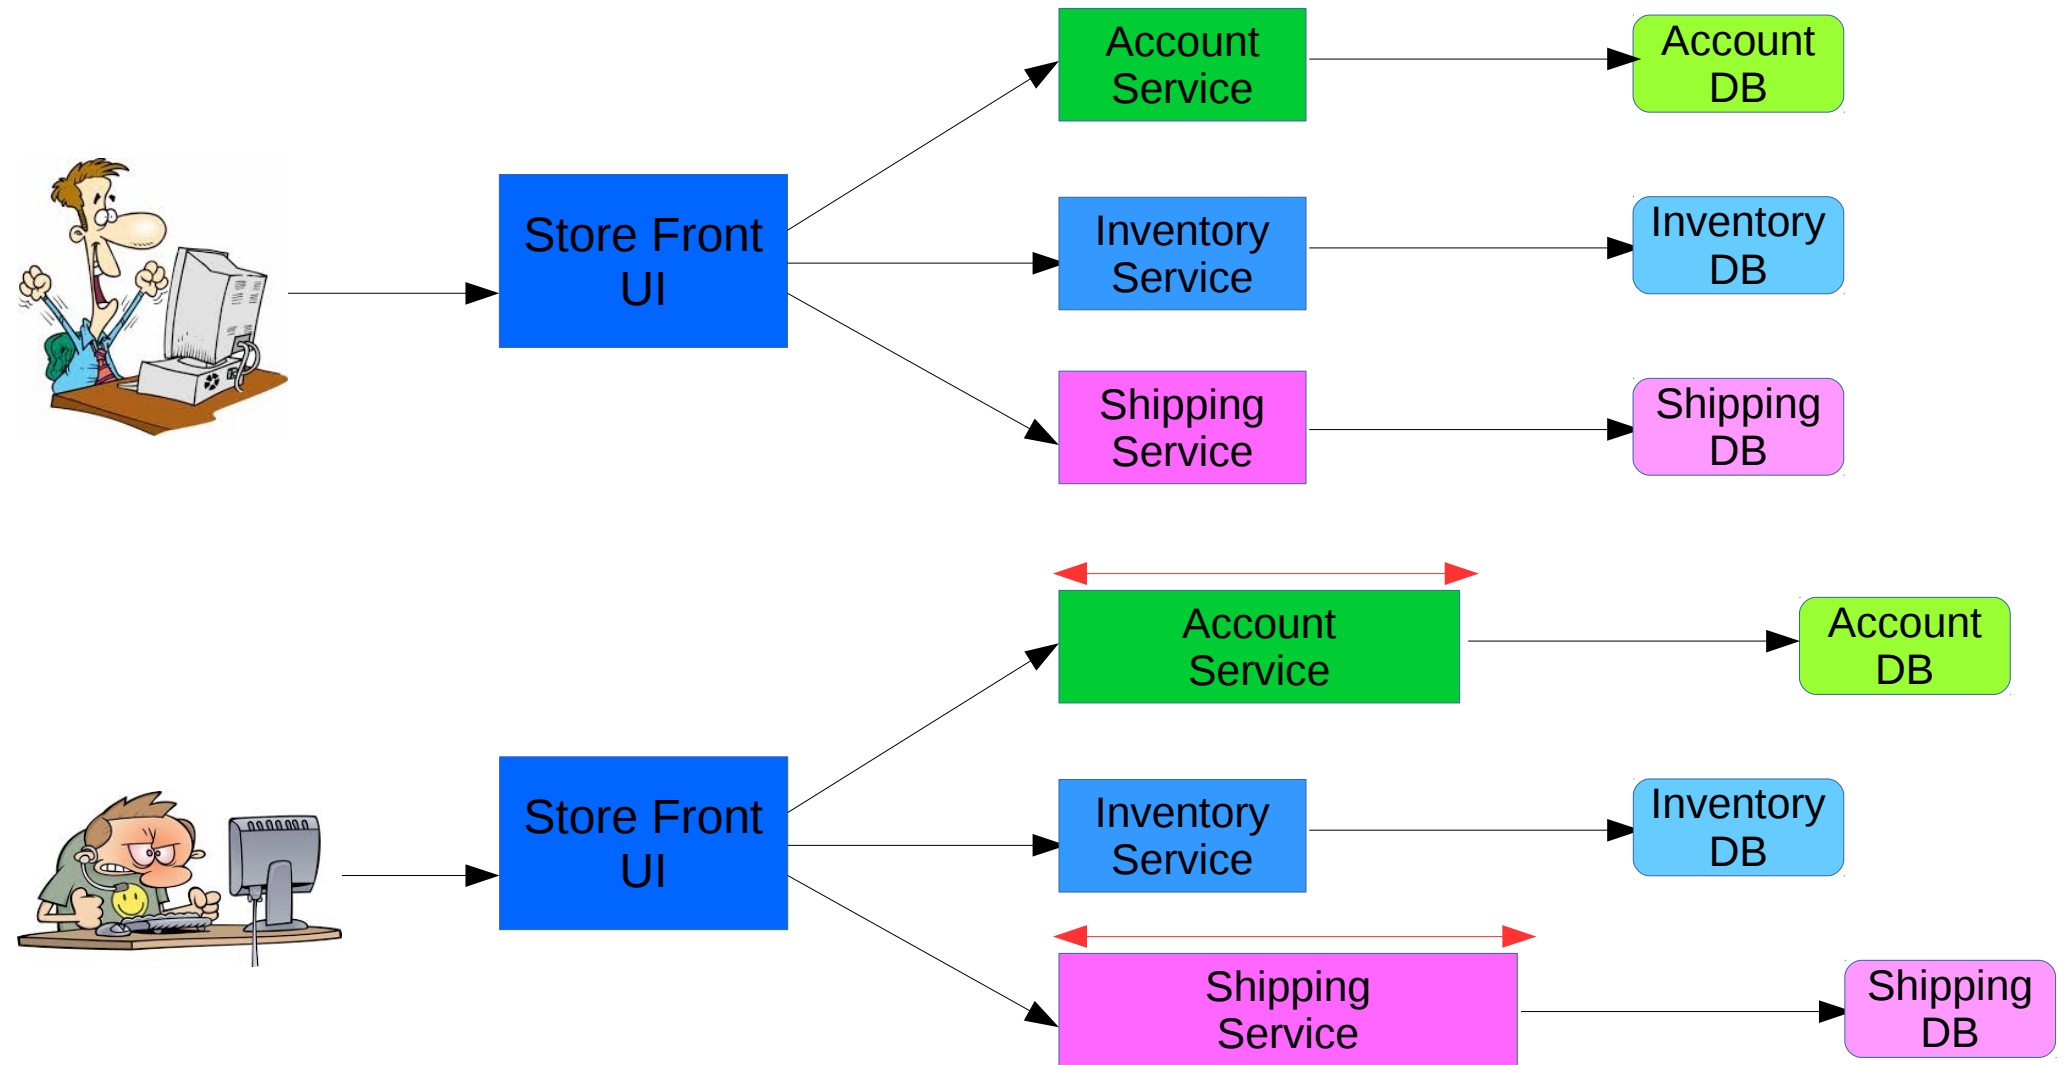 Account
Service
Account
DB
Store Front
UI
Inventory
Service
Inventory
DB
Shipping
Service
Shipping
DB
Account
Service
Account
DB
Store Front
UI
Inventory
Service
Inventory
DB
Shipping
Service
Shipping
DB